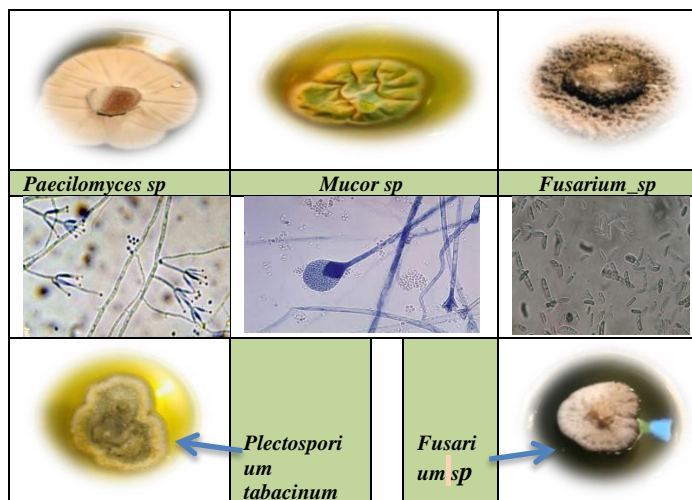 Paecilomyces sp
Mucor sp
Fusarium_sp
Plectospori
um
tabacinum
Fusari
um sp